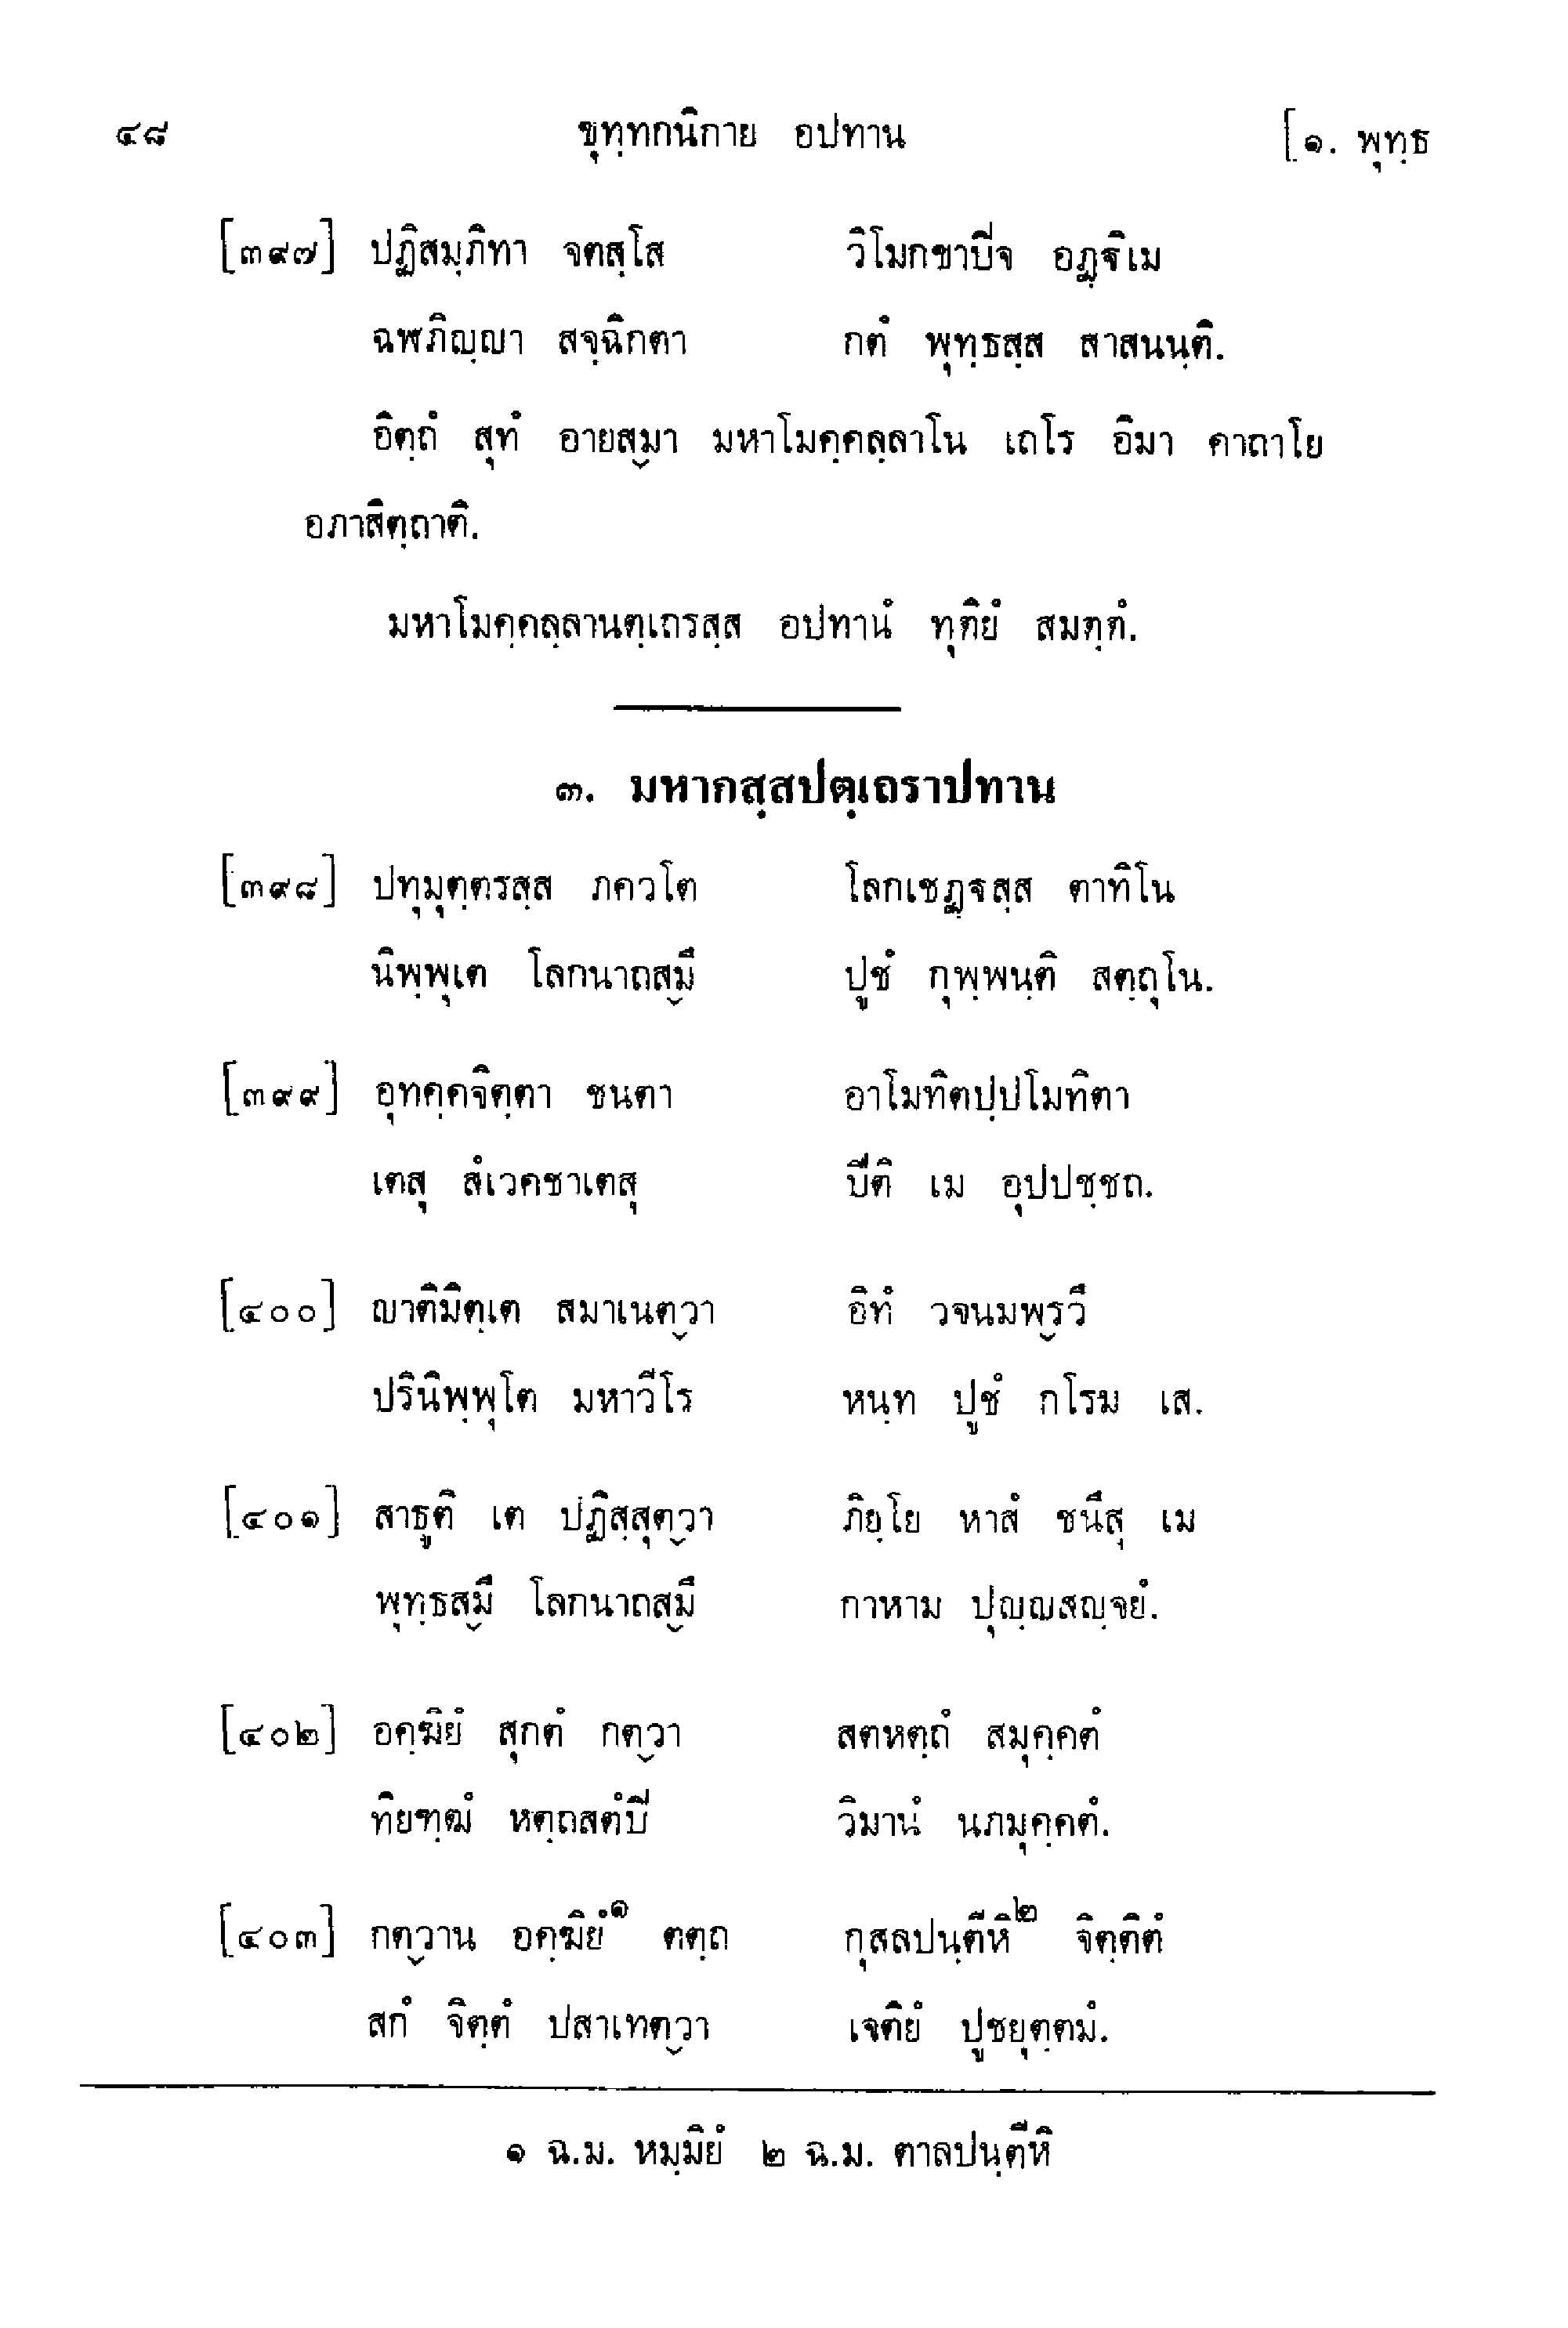 ๔๘ ขุทฺทกนิกาย อปทาน [๑. พุทฺธ
[๓๙๗] ปฏิสมฺภิทา จตสฺโส วิโมกฺขาปิจ อฏฺฐิเม
ฉฬภิญฺญา สจฺฉิกตา กตํ พุทฺธสฺส สาสนนฺติ.
อิตฺถํ สุทํ อายสฺมา มหาโมคฺคลฺลาโน เถโร อิมา คาถาโย
อภาสิตฺถาติ.
มหาโมคฺคลฺลานตฺเถรสฺส อปทานํ ทุติยํ สมตฺตํ.
๓. มหากสฺสปตฺเถราปทาน
[๓๙๘] ปทุมุตฺตรสฺส ภควโต โลกเชฏฺฐสฺส ตาทิโน
นิพฺพุเต โลกนาถสฺมึ ปูชํ กุพฺพนฺติ สตฺถุโน.
[๓๙๙] อุทคฺคจิตฺตา ชนตา อาโมทิตปฺปโมทิตา
เตสุ สํเวคชาเตสุ ปีติ เม อุปปชฺชถ.
[๔๐๐] ญาติมิตฺเต สมาเนตฺวา อิทํ วจนมพฺรวึ
ปรินิพฺพุโต มหาวีโร หนฺท ปูชํ กโรม เส.
[๔๐๑] สาธูติ เต ปฏิสฺสุตฺวา ภิยฺโย หาสํ ชนึสุ เม
พุทฺธสฺมึ โลกนาถสฺมึ กาหาม ปุญฺญสญฺจยํ.
[๔๐๒] อคฺฆิยํ สุกตํ กตฺวา สตหตฺถํ สมุคฺคตํ
ทิยฑฺฒํ หตฺถสตํปิ วิมานํ นภมุคฺคตํ.
[๔๐๓] กตฺวาน อคฺฆิยํ๑ ตตฺถ กุสลปนฺตีหิ๒ จิตฺติตํ
สกํ จิตฺตํ ปสาเทตฺวา เจติยํ ปูชยุตฺตมํ.
๑ ฉ.ม. หมฺมิยํ ๒ ฉ.ม. ตาลปนฺตีหิ